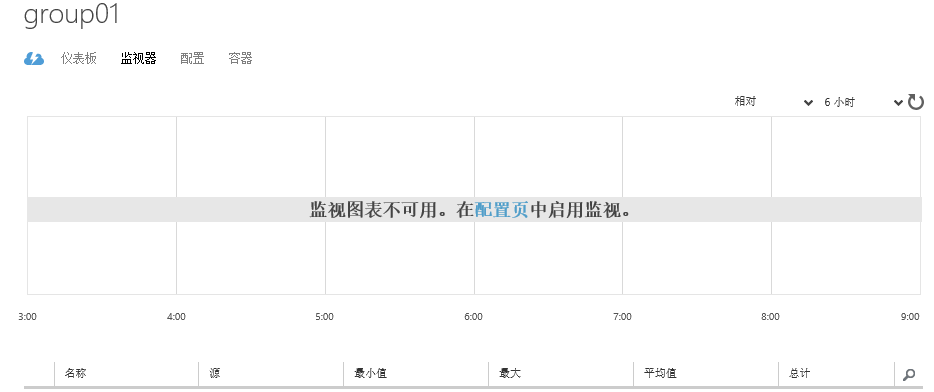 group01
仪表板 监视器 配置 容器
相对 6 小时
监视图表不可用。在配置页中启用监视。
3:00 4:00 5:00 6:00 7:00 8:00 9:00
名称 源 最小值 最大 平均值 总计